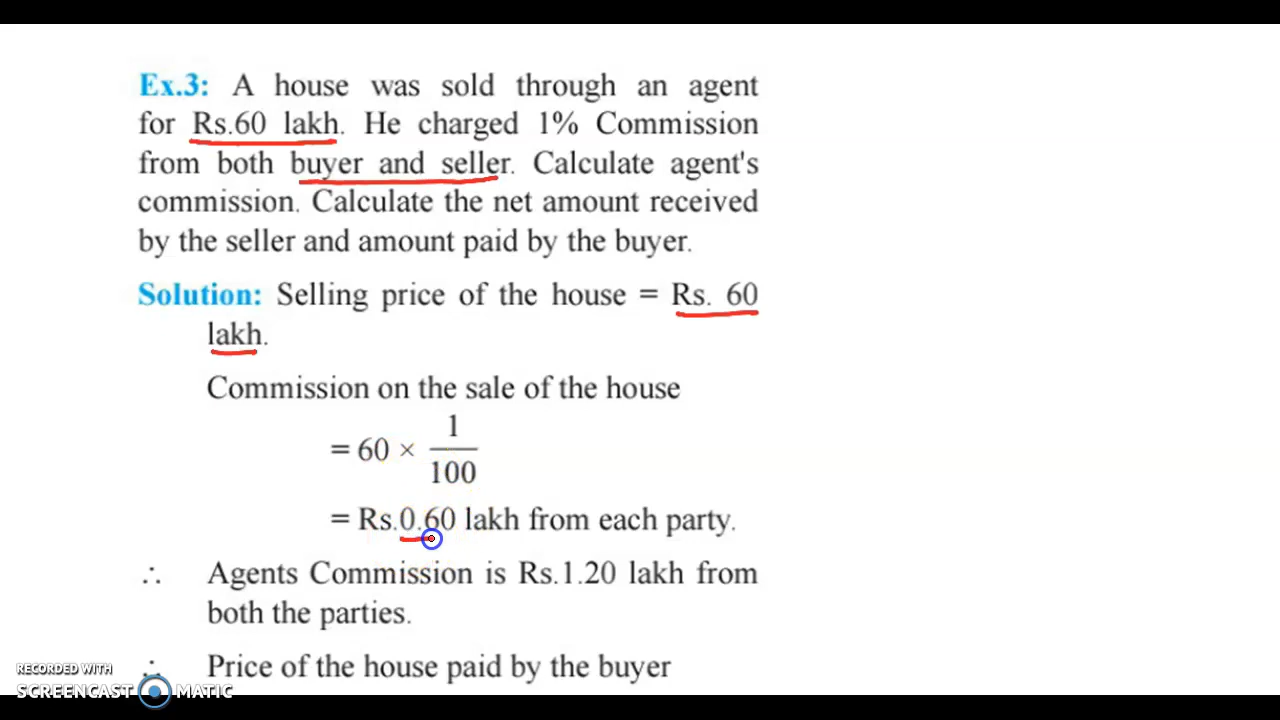 Ex.3: A house was sold through an agent
for Rs.60 lakh. He charged 1% Commission
from both buyer and seller. Calculate agent's
commission. Calculate the net amount received
by the seller and amount paid by the buyer.
Solution: Selling price of the house = Rs. 60
lakh.
Commission on the sale of the house
= 60 × 1/100
= Rs.0.60 lakh from each party.
∴ Agents Commission is Rs.1.20 lakh from
both the parties.
∴ Price of the house paid by the buyer
RECORDED WITH
SCREENCAST MATIC